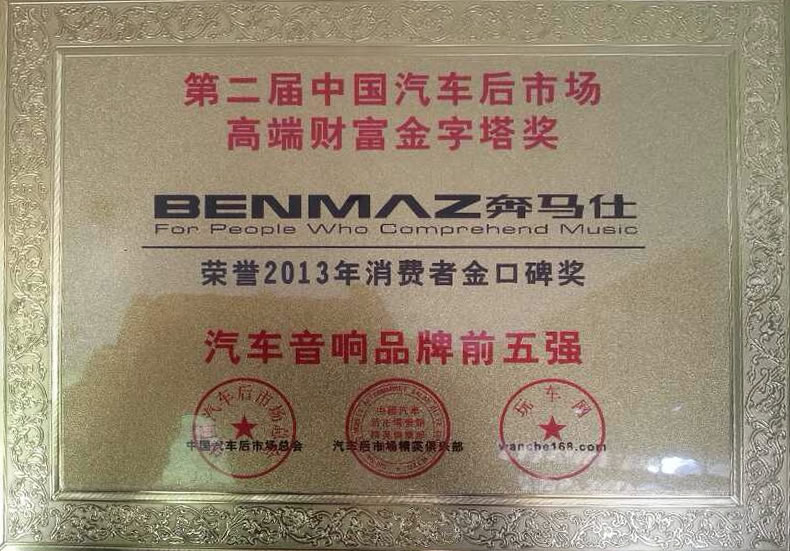 第二届中国汽车后市场
高端财富金字塔奖
BENMAZ奔马仕
For People Who Comprehend Music
荣誉2013年消费者金口碑奖
汽车音响品牌前五强
中国汽车后市场总会
汽车后市场精英俱乐部
玩车网
wanche168.com